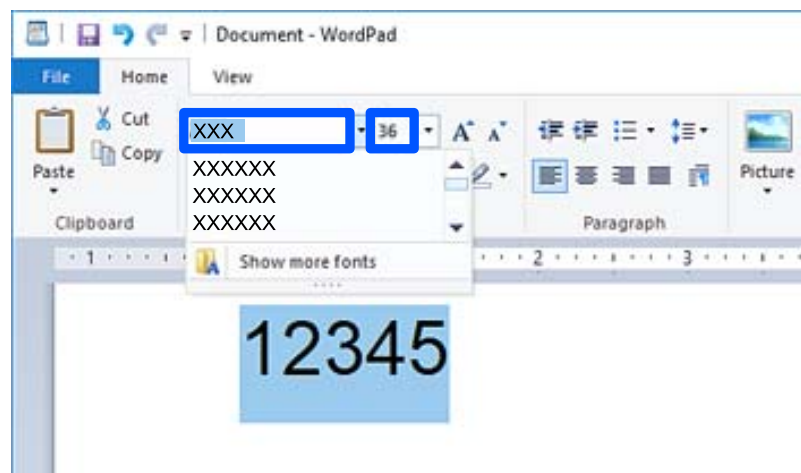 Document - WordPad
File Home View
Cut
Copy
Paste
Clipboard
XXX
36
A A
XXXXXX
XXXXXX
XXXXXX
Show more fonts
Paragraph
Picture
1 2 3
12345